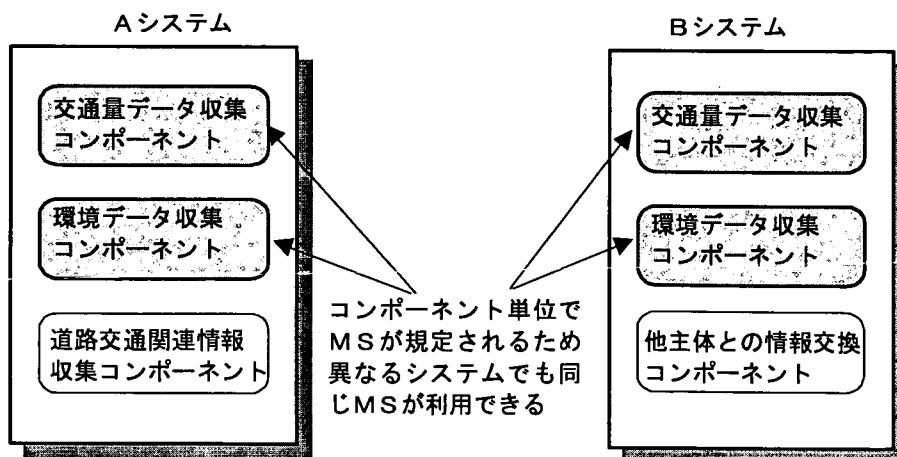 Aシステム
Bシステム
交通量データ収集
コンポーネント
環境データ収集
コンポーネント
道路交通関連情報
収集コンポーネント
コンポーネント単位で
MSが規定されるため
異なるシステムでも同
じMSが利用できる
交通量データ収集
コンポーネント
環境データ収集
コンポーネント
他主体との情報交換
コンポーネント